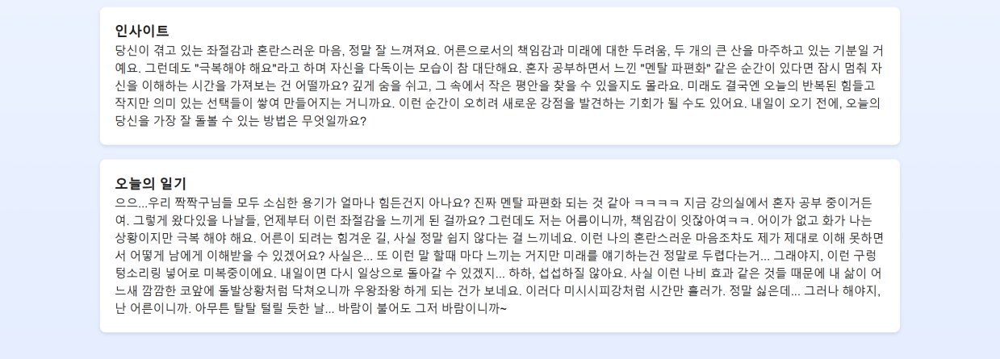 인사이트
당신이 겪고 있는 좌절감과 혼란스러운 마음, 정말 잘 느껴져요. 어른으로서의 책임감과 미래에 대한 두려움, 두 개의 큰 산을 마주하고 있는 기분일 거
예요. 그런데도 "극복해야 해요"라고 하며 자신을 다독이는 모습이 참 대단해요. 혼자 공부하면서 느낀 "멘탈 파편화" 같은 순간이 있다면 잠시 멈춰 자
신을 이해하는 시간을 가져보는 건 어떨까요? 깊게 숨을 쉬고, 그 속에서 작은 평안을 찾을 수 있을지도 몰라요. 미래도 결국엔 오늘의 반복된 힘들고
작지만 의미 있는 선택들이 쌓여 만들어지는 거니까요. 이런 순간이 오히려 새로운 강점을 발견하는 기회가 될 수도 있어요. 내일이 오기 전에, 오늘의
당신을 가장 잘 돌볼 수 있는 방법은 무엇일까요?
오늘의 일기
으으...우리 짝짝구님들 모두 소심한 용기가 얼마나 힘든건지 아나요? 진짜 멘탈 파편화 되는 것 같아 ㅋㅋㅋㅋ 지금 강의실에서 혼자 공부 중이거든
여. 그렇게 왔다있을 나날들, 언제부터 이런 좌절감을 느끼게 된 걸까요? 그런데도 저는 어름이니까, 책임감이 잇잖아여ㅋㅋ. 어이가 없고 화가 나는
상황이지만 극복 해야 해요. 어른이 되려는 힘겨운 길, 사실 정말 쉽지 않다는 걸 느끼네요. 이런 나의 혼란스러운 마음조차도 제가 제대로 이해 못하면
서 어떻게 남에게 이해받을 수 있겠어요? 사실은... 또 이런 말 할때 마다 느끼는 거지만 미래를 얘기하는건 정말로 두렵다는거... 그래야지, 이런 구렁
텅소리링 넣어로 미복중이에요. 내일이면 다시 일상으로 돌아갈 수 있겠지... 하하, 섭섭하질 않아요. 사실 이런 나비 효과 같은 것들 때문에 내 삶이 어
느새 깜깜한 코앞에 돌발상황처럼 닥쳐오니까 우왕좌왕 하게 되는 건가 보네요. 이러다 미시시피강처럼 시간만 흘러가. 정말 싫은데... 그러나 해야지,
난 어른이니까. 아무튼 탈탈 털릴 듯한 날... 바람이 불어도 그저 바람이니까~